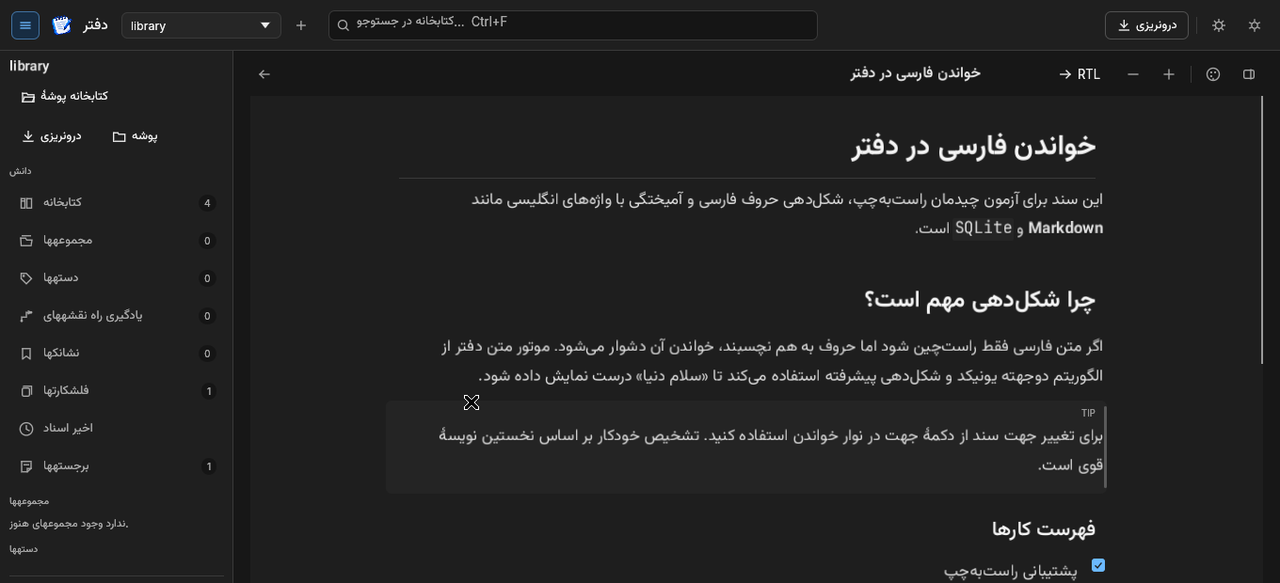 دفتر
library
کتابخانه در جستوجو... Ctrl+F
درونریزی
library
کتابخانه پوشهٔ
درونریزی
پوشه
دانش
کتابخانه 4
مجموعهها 0
دستهها 0
یادگیری راه نقشههای 0
نشانکها 0
فلشکارتها 1
اخیر اسناد
برجستهها 1
مجموعهها
.ندارد وجود مجموعهای هنوز
دستهها
خواندن فارسی در دفتر
RTL
خواندن فارسی در دفتر
این سند برای آزمون چیدمان راست‌به‌چپ، شکل‌دهی حروف فارسی و آمیختگی با واژه‌های انگلیسی مانند
Markdown و SQLite است.
چرا شکل‌دهی مهم است؟
اگر متن فارسی فقط راست‌چین شود اما حروف به هم نچسبند، خواندن آن دشوار می‌شود. موتور متن دفتر از
الگوریتم دوجهته یونیکد و شکل‌دهی پیشرفته استفاده می‌کند تا «سلام دنیا» درست نمایش داده شود.
TIP
برای تغییر جهت سند از دکمهٔ جهت در نوار خواندن استفاده کنید. تشخیص خودکار بر اساس نخستین نویسهٔ
قوی است.
فهرست کارها
پشتیبانی راست‌به‌چپ